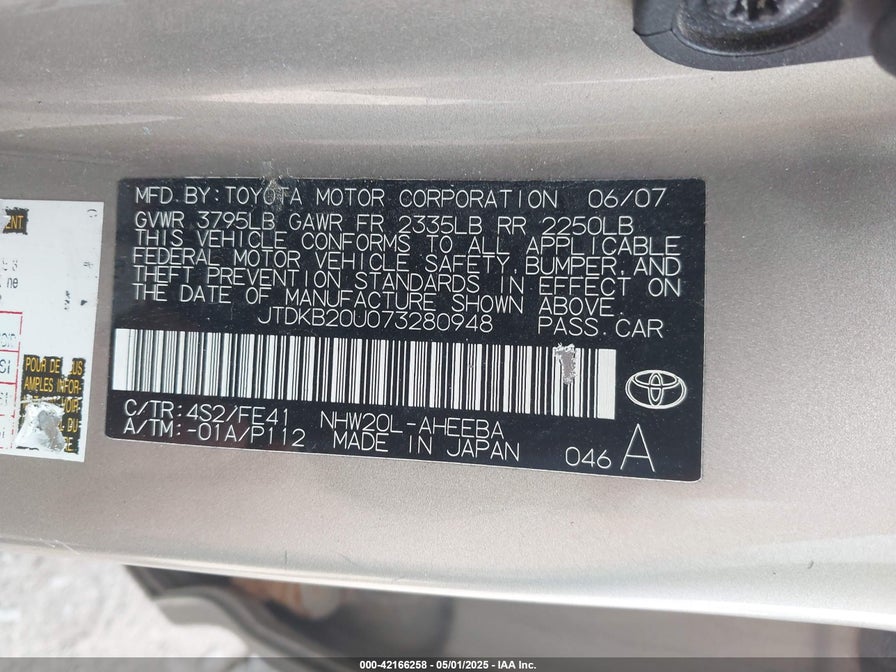 MFD.BY:TOYOTA MOTOR CORPORATION 06/07
GVWR 3795LB GAWR FR 2335LB RR 2250LB
THIS VEHICLE CONFORMS TO ALL APPLICABLE
FEDERAL MOTOR VEHICLE SAFETY, BUMPER, AND
THEFT PREVENTION STANDARDS IN EFFECT ON
THE DATE OF MANUFACTURE SHOWN ABOVE.
JTDKB20U073280948 PASS.CAR
C/TR:4S2/FE41 NHW20L-AHEEBA
A/TM:-01A/P112 MADE IN JAPAN 046 A
POUR DE
AMPLES INFOR-
000-42166258 - 05/01/2025 - IAA Inc.